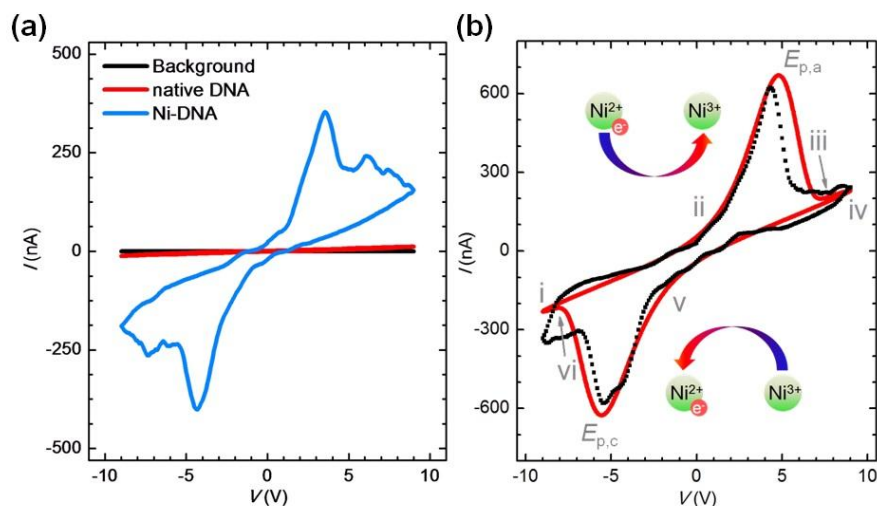 (a)
500
250
0
-250
-500
I (nA)
Background
native DNA
Ni-DNA
-10
-5
0
5
10
V (V)
(b)
600
300
0
-300
-600
I (nA)
E p,a
Ni2+
e-
Ni3+
iii
ii
iv
i
v
vi
Ni2+
e-
Ni3+
E p,c
-10
-5
0
5
10
V (V)